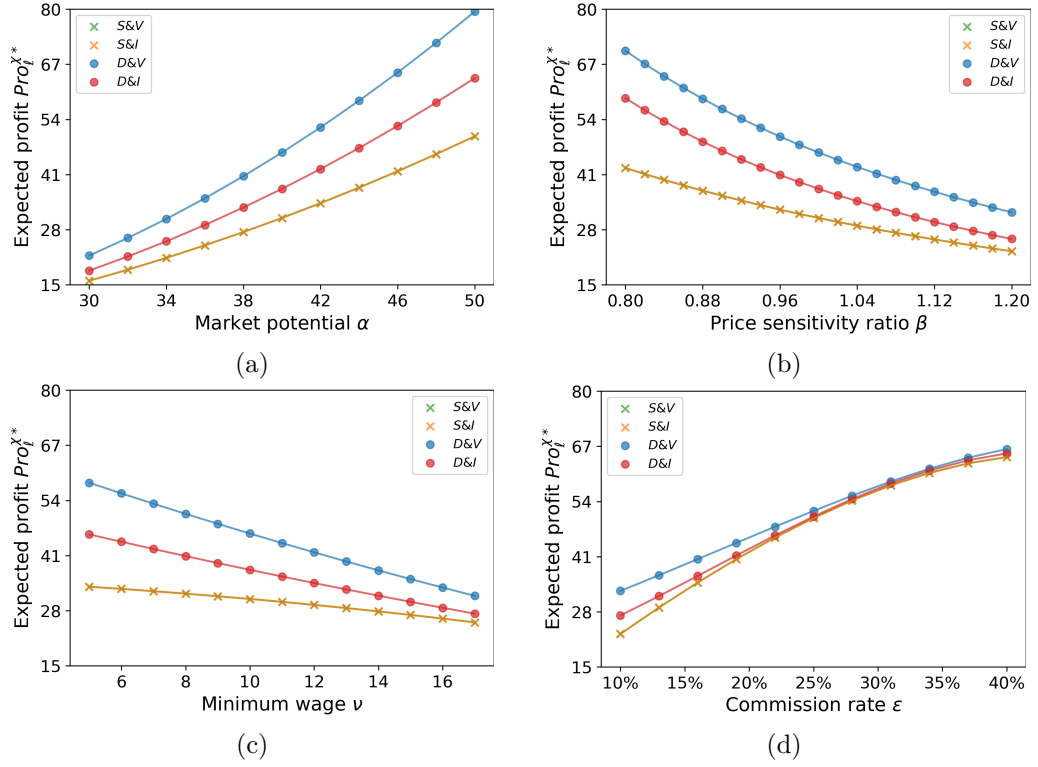 80
67
54
41
28
15
Expected profit Pro_ℓ^{χ*}
S&V
S&I
D&V
D&I
30 34 38 42 46 50
Market potential α
(a)
80
67
54
41
28
15
Expected profit Pro_ℓ^{χ*}
S&V
S&I
D&V
D&I
0.80 0.88 0.96 1.04 1.12 1.20
Price sensitivity ratio β
(b)
80
67
54
41
28
15
Expected profit Pro_ℓ^{χ*}
S&V
S&I
D&V
D&I
6 8 10 12 14 16
Minimum wage ν
(c)
80
67
54
41
28
15
Expected profit Pro_ℓ^{χ*}
S&V
S&I
D&V
D&I
10% 15% 20% 25% 30% 35% 40%
Commission rate ε
(d)